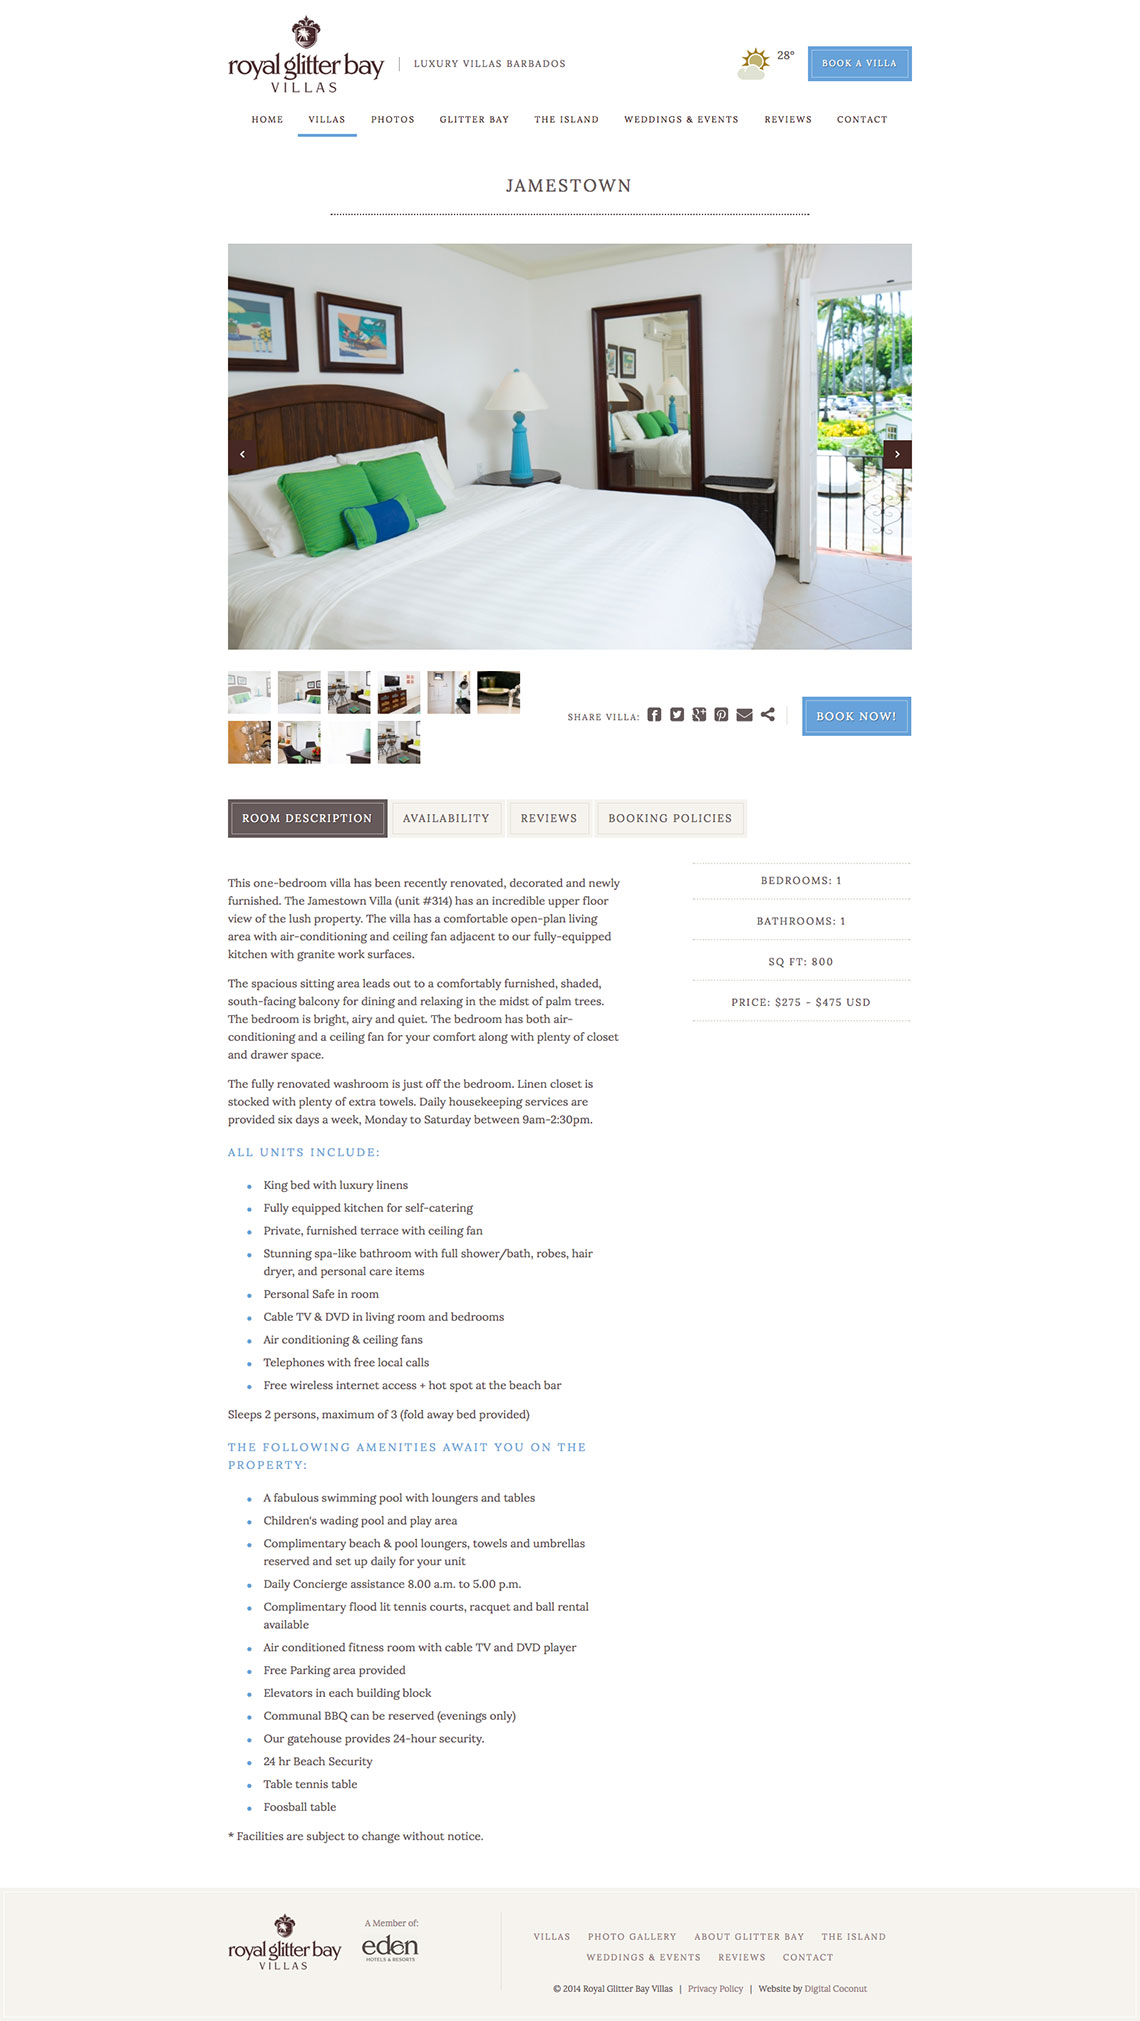 royal glitter bay
VILLAS
LUXURY VILLAS BARBADOS
28°
BOOK A VILLA
HOME VILLAS PHOTOS GLITTER BAY THE ISLAND WEDDINGS & EVENTS REVIEWS CONTACT
JAMESTOWN
SHARE VILLA:
BOOK NOW!
ROOM DESCRIPTION AVAILABILITY REVIEWS BOOKING POLICIES
This one-bedroom villa has been recently renovated, decorated and newly
furnished. The Jamestown Villa (unit #314) has an incredible upper floor
view of the lush property. The villa has a comfortable open-plan living
area with air-conditioning and ceiling fan adjacent to our fully-equipped
kitchen with granite work surfaces.
The spacious sitting area leads out to a comfortably furnished, shaded,
south-facing balcony for dining and relaxing in the midst of palm trees.
The bedroom is bright, airy and quiet. The bedroom has both air-
conditioning and a ceiling fan for your comfort along with plenty of closet
and drawer space.
The fully renovated washroom is just off the bedroom. Linen closet is
stocked with plenty of extra towels. Daily housekeeping services are
provided six days a week, Monday to Saturday between 9am-2:30pm.
ALL UNITS INCLUDE:
King bed with luxury linens
Fully equipped kitchen for self-catering
Private, furnished terrace with ceiling fan
Stunning spa-like bathroom with full shower/bath, robes, hair
dryer, and personal care items
Personal Safe in room
Cable TV & DVD in living room and bedrooms
Air conditioning & ceiling fans
Telephones with free local calls
Free wireless internet access + hot spot at the beach bar
Sleeps 2 persons, maximum of 3 (fold away bed provided)
THE FOLLOWING AMENITIES AWAIT YOU ON THE
PROPERTY:
A fabulous swimming pool with loungers and tables
Children's wading pool and play area
Complimentary beach & pool loungers, towels and umbrellas
reserved and set up daily for your unit
Daily Concierge assistance 8.00 a.m. to 5.00 p.m.
Complimentary flood lit tennis courts, racquet and ball rental
available
Air conditioned fitness room with cable TV and DVD player
Free Parking area provided
Elevators in each building block
Communal BBQ can be reserved (evenings only)
Our gatehouse provides 24-hour security.
24 hr Beach Security
Table tennis table
Foosball table
* Facilities are subject to change without notice.
BEDROOMS: 1
BATHROOMS: 1
SQ FT: 800
PRICE: $275 - $475 USD
royal glitter bay
VILLAS
A Member of:
eden
HOTELS & RESORTS
VILLAS PHOTO GALLERY ABOUT GLITTER BAY THE ISLAND
WEDDINGS & EVENTS REVIEWS CONTACT
© 2014 Royal Glitter Bay Villas | Privacy Policy | Website by Digital Coconut